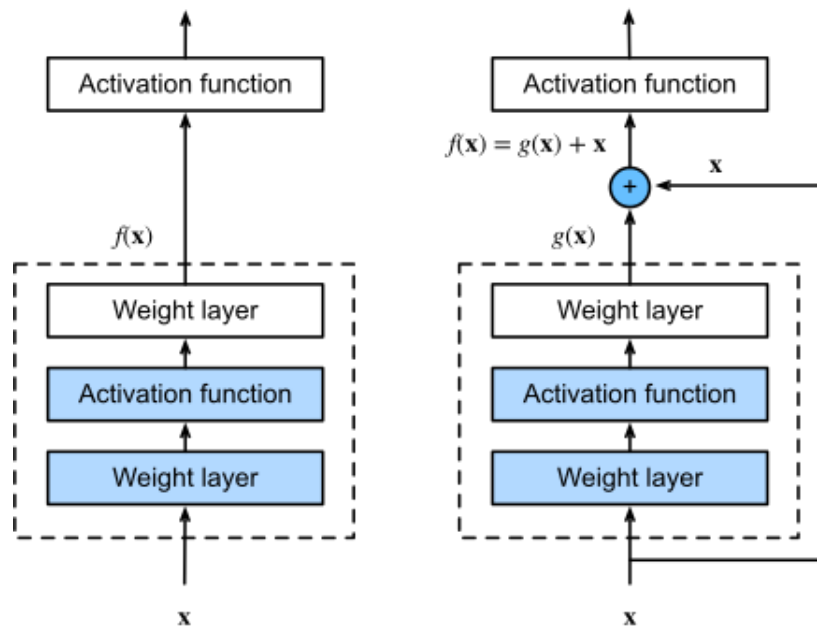 Activation function
f(x)
Weight layer
Activation function
Weight layer
x
Activation function
f(x) = g(x) + x
x
+
g(x)
Weight layer
Activation function
Weight layer
x